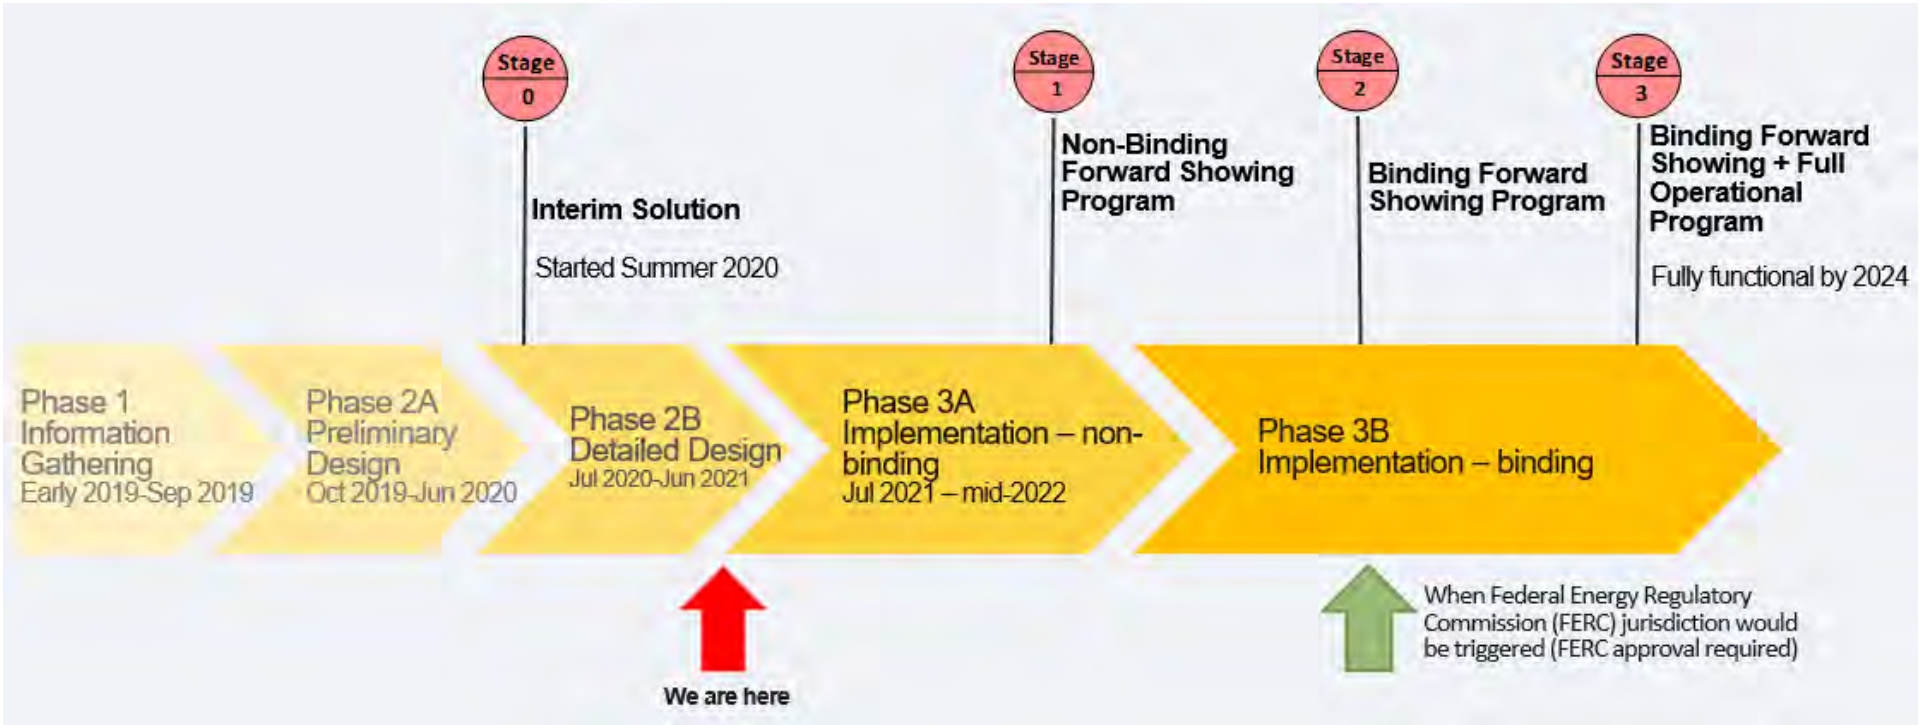 Stage
0
Stage
1
Stage
2
Stage
3
Interim Solution
Started Summer 2020
Non-Binding
Forward Showing
Program
Binding Forward
Showing Program
Binding Forward
Showing + Full
Operational
Program
Fully functional by 2024
Phase 1
Information
Gathering
Early 2019-Sep 2019
Phase 2A
Preliminary
Design
Oct 2019-Jun 2020
Phase 2B
Detailed Design
Jul 2020-Jun 2021
Phase 3A
Implementation – non-
binding
Jul 2021 – mid-2022
Phase 3B
Implementation – binding
We are here
When Federal Energy Regulatory
Commission (FERC) jurisdiction would
be triggered (FERC approval required)